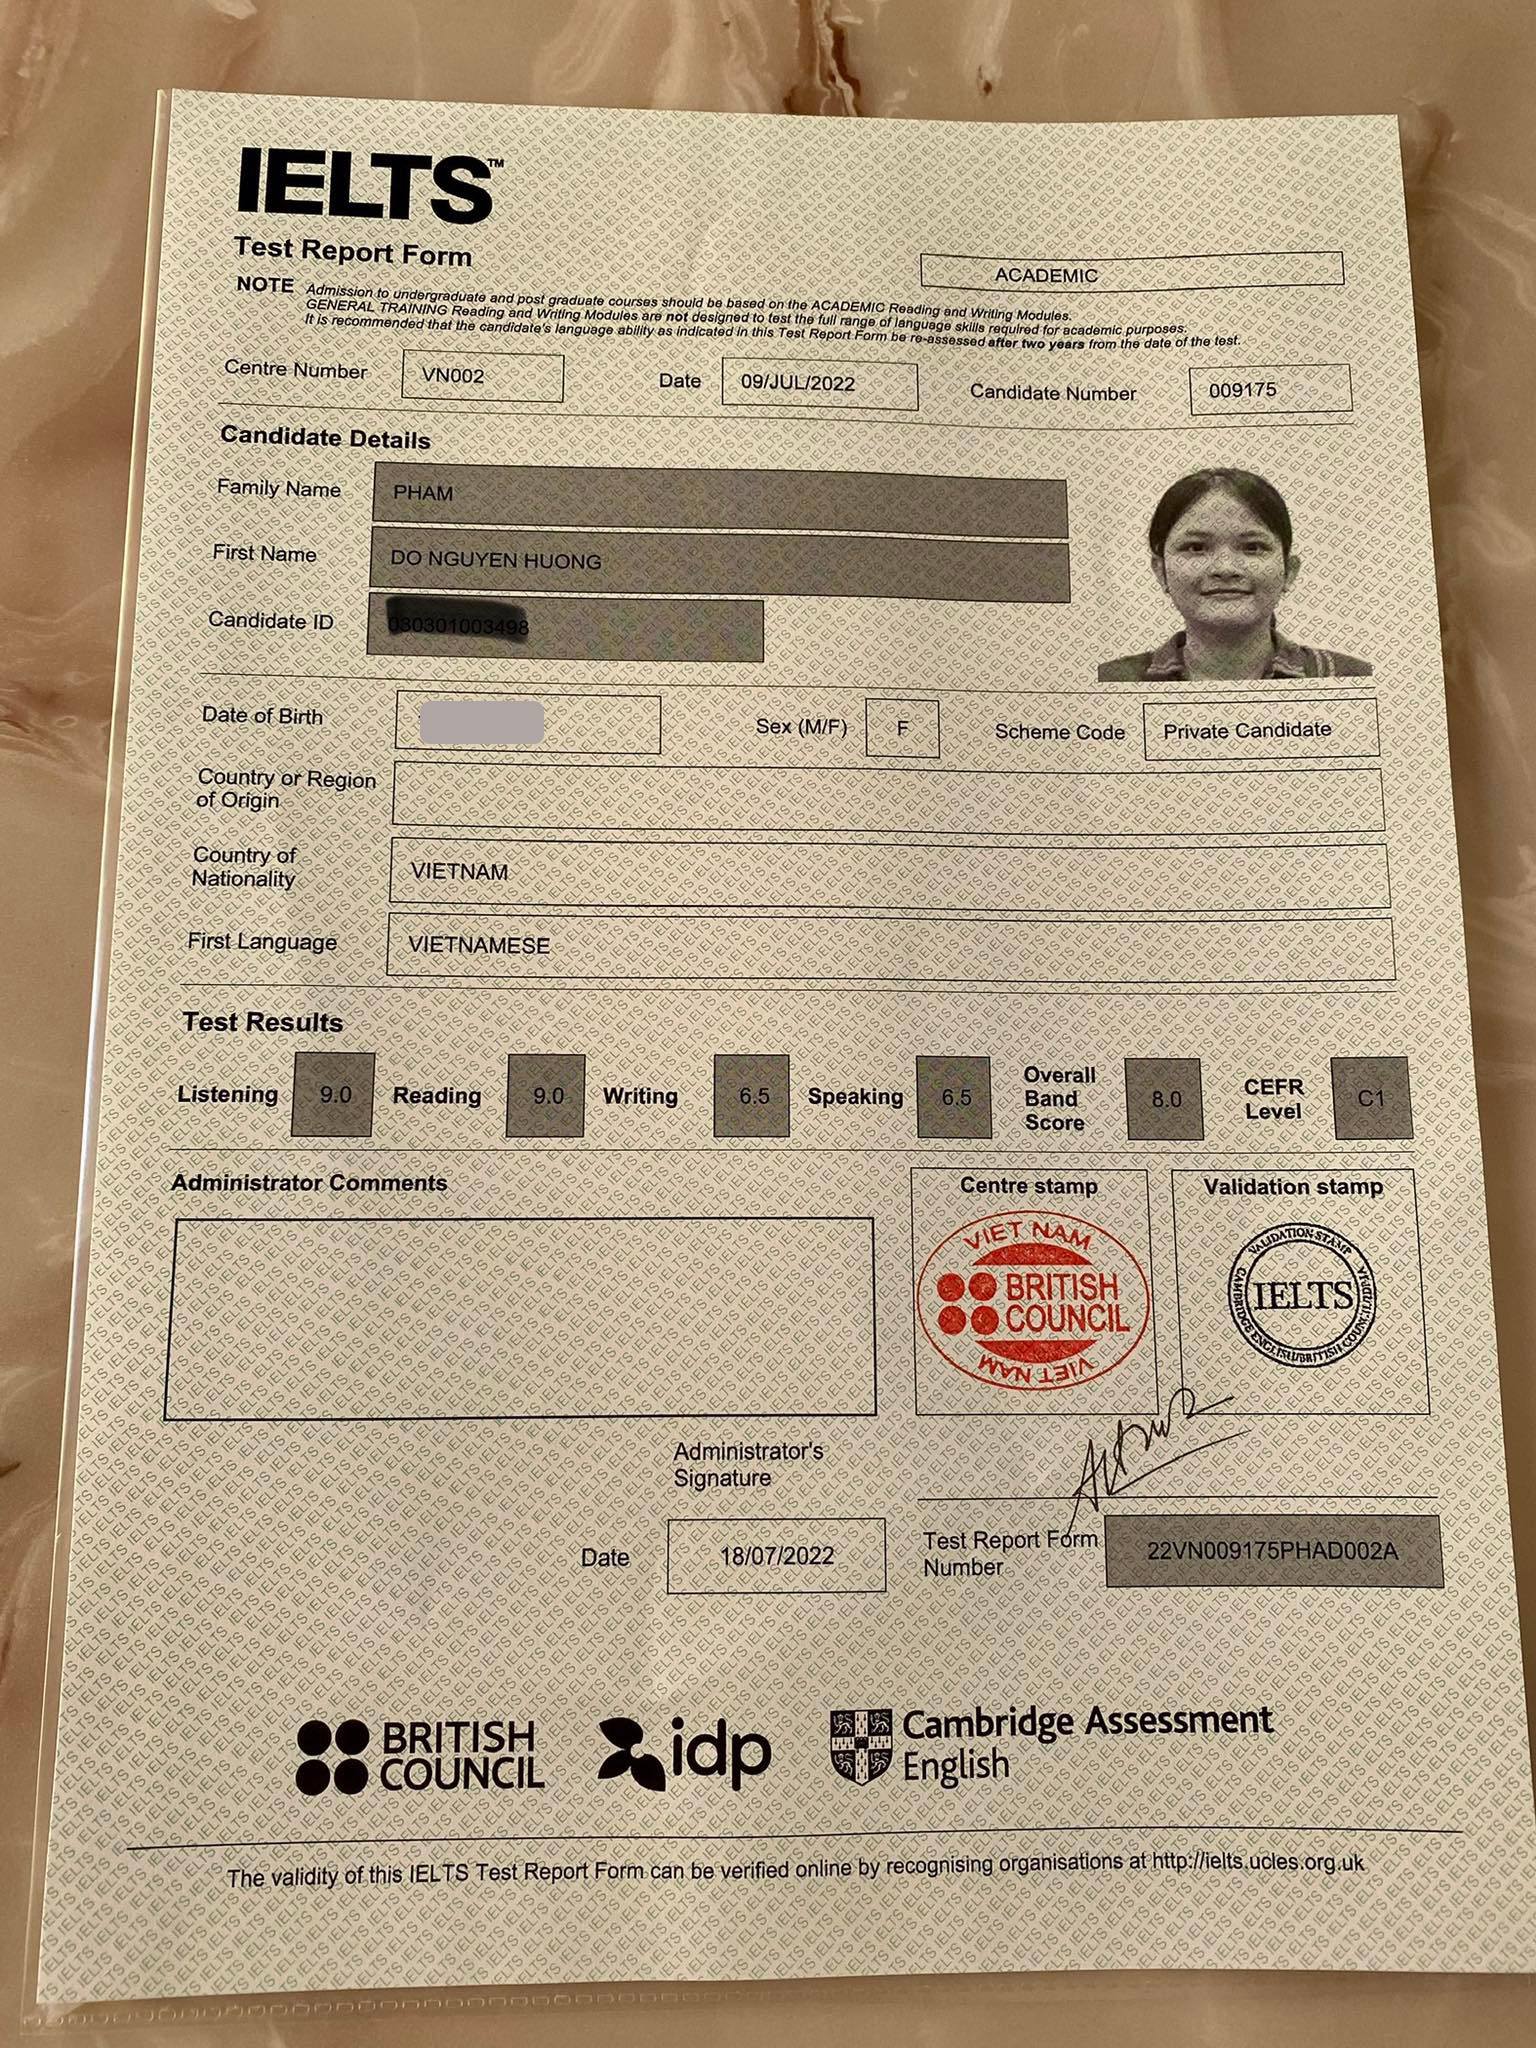 IELTS™
Test Report Form
ACADEMIC
NOTE Admission to undergraduate and post graduate courses should be based on the ACADEMIC Reading and Writing Modules.
GENERAL TRAINING Reading and Writing Modules are not designed to test the full range of language skills required for academic purposes.
It is recommended that the candidate's language ability as indicated in this Test Report Form be re-assessed after two years from the date of the test.
Centre Number VN002 Date 09/JUL/2022 Candidate Number 009175
Candidate Details
Family Name PHAM
First Name DO NGUYEN HUONG
Candidate ID
Date of Birth Sex (M/F) F Scheme Code Private Candidate
Country or Region
of Origin
Country of
Nationality VIETNAM
First Language VIETNAMESE
Test Results
Listening 9.0 Reading 9.0 Writing 6.5 Speaking 6.5 Overall Band Score 8.0 CEFR Level C1
Administrator Comments
Centre stamp
VIET NAM
BRITISH
COUNCIL
VIET NAM
Validation stamp
VALIDATION STAMP
IELTS
Administrator's
Signature
Date 18/07/2022
Test Report Form
Number 22VN009175PHAD002A
BRITISH
COUNCIL
idp
Cambridge Assessment
English
The validity of this IELTS Test Report Form can be verified online by recognising organisations at http://ielts.ucles.org.uk